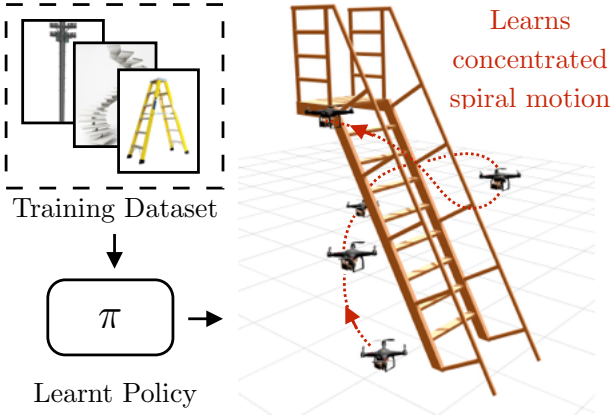 Learns
concentrated
spiral motion
Training Dataset
π
Learnt Policy